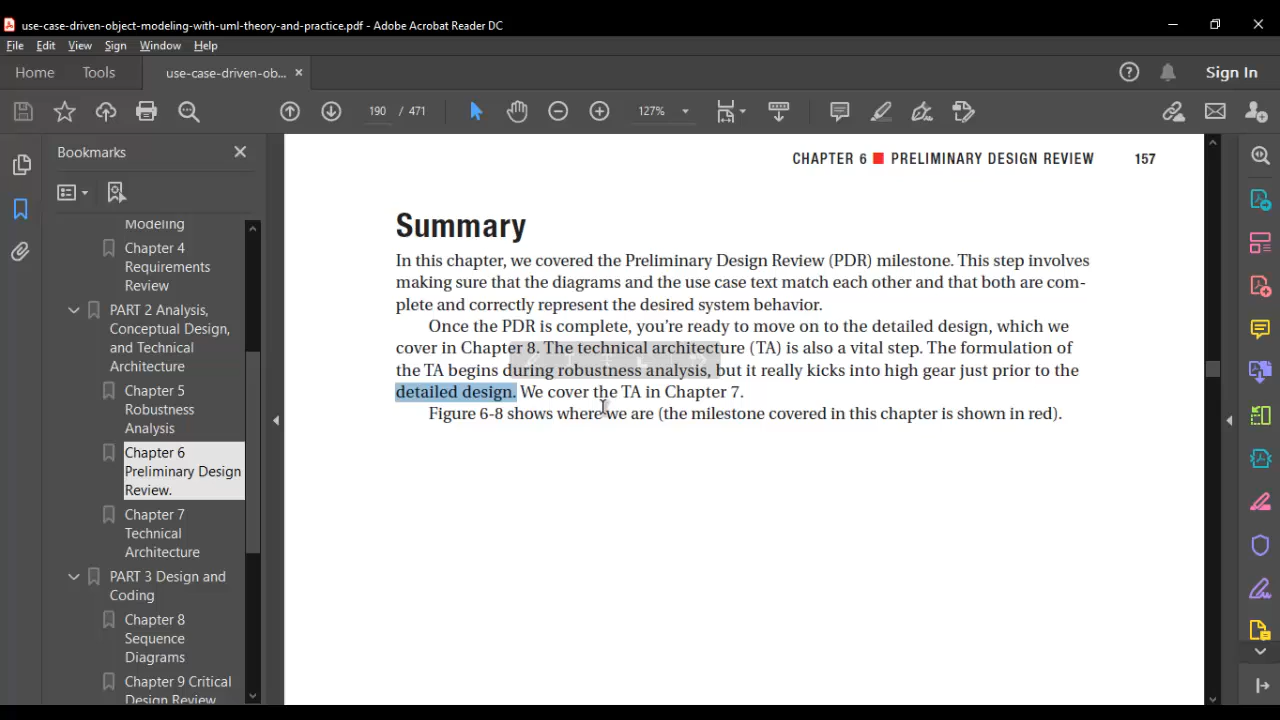 use-case-driven-object-modeling-with-uml-theory-and-practice.pdf - Adobe Acrobat Reader DC
File Edit View Sign Window Help
Home Tools use-case-driven-ob... × Sign In
190 / 471 127%
Bookmarks
Modeling
Chapter 4
Requirements
Review
PART 2 Analysis,
Conceptual Design,
and Technical
Architecture
Chapter 5
Robustness
Analysis
Chapter 6
Preliminary Design
Review.
Chapter 7
Technical
Architecture
PART 3 Design and
Coding
Chapter 8
Sequence
Diagrams
Chapter 9 Critical
Design Review
CHAPTER 6 ■ PRELIMINARY DESIGN REVIEW 157
Summary
In this chapter, we covered the Preliminary Design Review (PDR) milestone. This step involves
making sure that the diagrams and the use case text match each other and that both are com-
plete and correctly represent the desired system behavior.
Once the PDR is complete, you're ready to move on to the detailed design, which we
cover in Chapter 8. The technical architecture (TA) is also a vital step. The formulation of
the TA begins during robustness analysis, but it really kicks into high gear just prior to the
detailed design. We cover the TA in Chapter 7.
Figure 6-8 shows where we are (the milestone covered in this chapter is shown in red).